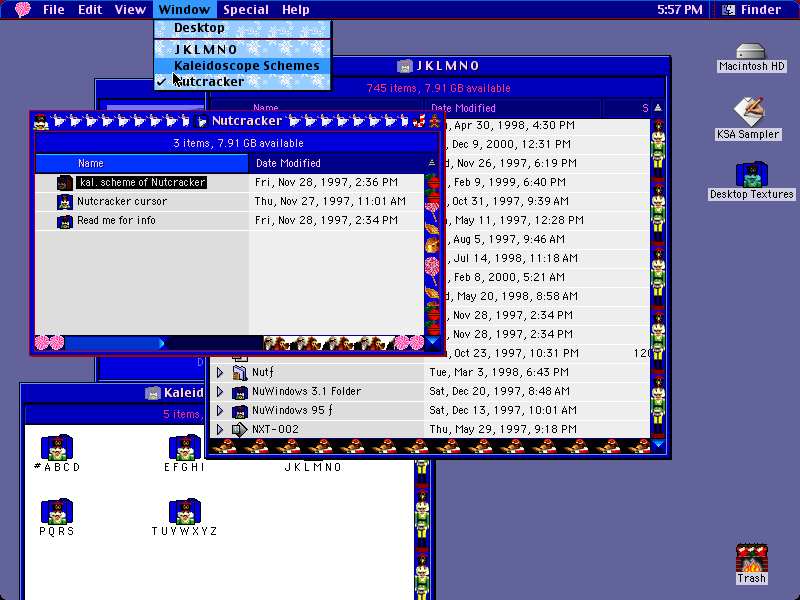 File Edit View Window Special Help 5:57 PM Finder
Desktop
JKLMNO
Kaleidoscope Schemes
Nutcracker
Macintosh HD
KSA Sampler
Desktop Textures
Trash
JKLMNO
745 items, 7.91 GB available
Name Date Modified S
, Apr 30, 1998, 4:30 PM
, Dec 9, 2000, 12:31 PM
, Nov 26, 1997, 6:19 PM
, Feb 9, 1999, 6:40 PM
, Oct 31, 1997, 9:39 AM
, May 11, 1997, 12:28 PM
, Aug 5, 1997, 9:46 AM
, Jul 14, 1998, 11:18 AM
, Feb 8, 2000, 5:21 AM
, May 20, 1998, 8:58 AM
, Nov 28, 1997, 2:34 PM
, Nov 28, 1997, 2:34 PM
, Oct 23, 1997, 10:31 PM 120
Nutƒ Tue, Mar 3, 1998, 6:43 PM
NuWindows 3.1 Folder Sat, Dec 20, 1997, 8:48 AM
NuWindows 95 ƒ Sat, Dec 13, 1997, 10:01 AM
NXT-002 Thu, May 29, 1997, 9:18 PM
Nutcracker
3 items, 7.91 GB available
Name Date Modified
kal. scheme of Nutcracker Fri, Nov 28, 1997, 2:36 PM
Nutcracker cursor Thu, Nov 27, 1997, 11:01 AM
Read me for info Fri, Nov 28, 1997, 2:34 PM
Kaleid
5 items,
#ABCD EFGHI JKLMNO
PQRS TUYWXYZ